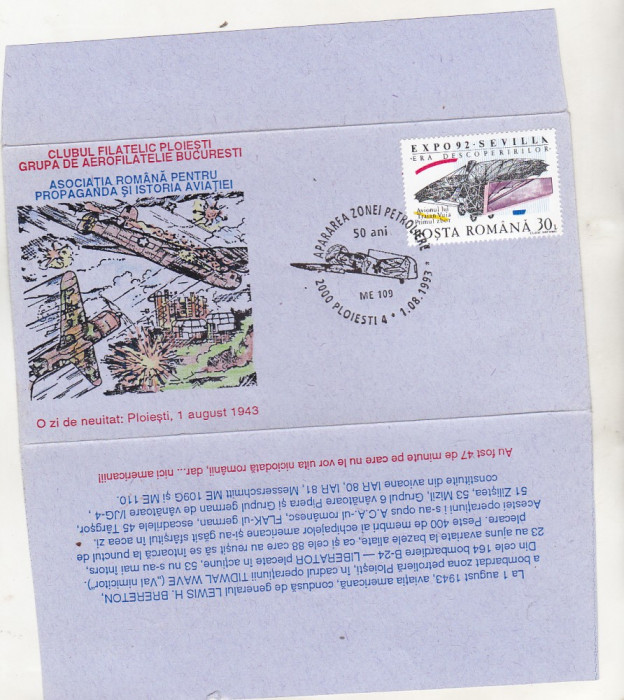 CLUBUL FILATELIC PLOIEȘTI
GRUPA DE AEROFILATELIE BUCUREȘTI
ASOCIAȚIA ROMÂNĂ PENTRU
PROPAGANDA ȘI ISTORIA AVIAȚIEI
O zi de neuitat: Ploiești, 1 august 1943
EXPO 92 · SEVILLA
ERA DESCOPERIRILOR
Avionul lui
Traian Vuia
Primul zbor
POȘTA ROMÂNĂ 30L
APĂRAREA ZONEI PETROLIERE
50 ani
ME 109
2000 PLOIESTI 4 * 1.08.1993 *
La 1 august 1943, aviația americană, condusă de generalul LEWIS H. BRERETON,
a bombardat zona petrolieră Ploiești, în cadrul operațiunii TIDWAL WAVE („Val nimicitor").
Din cele 164 bombardiere B-24 — LIBERATOR plecate în acțiune, 53 nu s-au mai întors,
23 au ajuns avariate la bazele aliate, ca și cele 88 care au reușit să se întoarcă la punctul de
plecare. Peste 400 de membri ai echipajelor americane și-au găsit sfârșitul în acea zi.
Acestei operațiuni i s-au opus A.C.A.-ul românesc, FLAK-ul german, escadrilele 45 Târgșor,
51 Ziliștea, 53 Mizil, Grupul 6 vânătoare Pipera și Grupul german de vânătoare I/JG-4 ,
constituite din avioane IAR 80, IAR 81, Messerschmitt ME 109G și ME 110.
Au fost 47 de minute pe care nu le vor uita niciodată românii, dar... nici americanii!